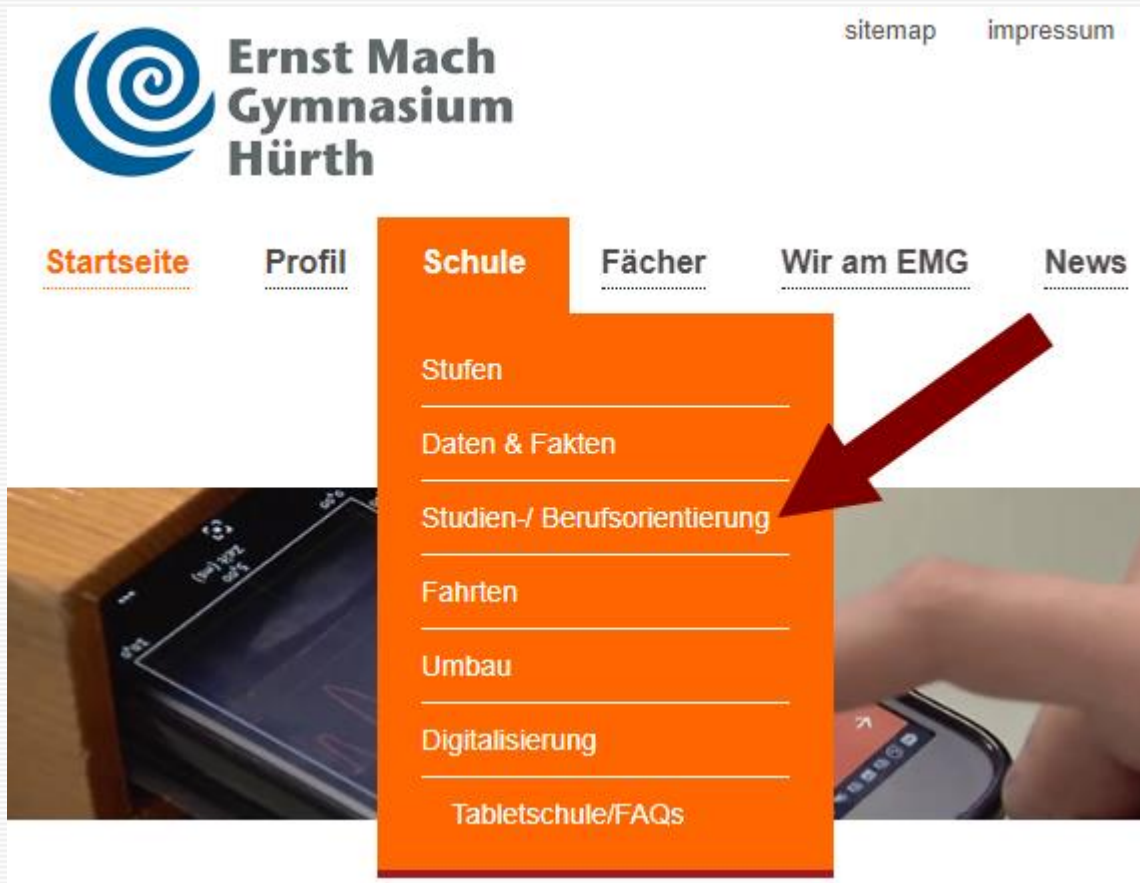 sitemap impressum
Ernst Mach
Gymnasium
Hürth
Startseite Profil Schule Fächer Wir am EMG News
Stufen
Daten & Fakten
Studien-/ Berufsorientierung
Fahrten
Umbau
Digitalisierung
Tabletschule/FAQs